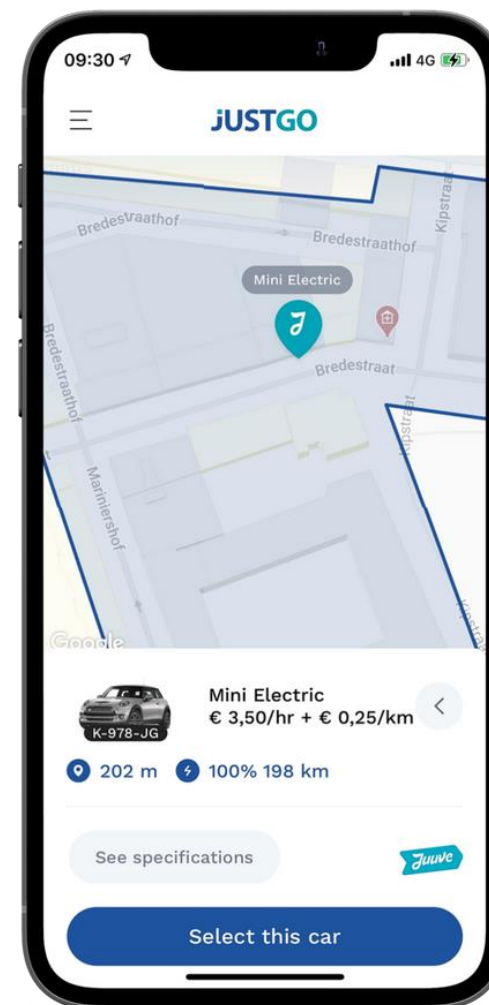 09:30
4G
JUSTGO
Bredestraathof
Bredestraathof
Kipstraat
Mini Electric
Bredestraathof
Bredestraat
Kipstraat
Mariniershof
Kipstraat
Google
Mini Electric
€ 3,50/hr + € 0,25/km
K-978-JG
202 m
100% 198 km
See specifications
Juuve
Select this car